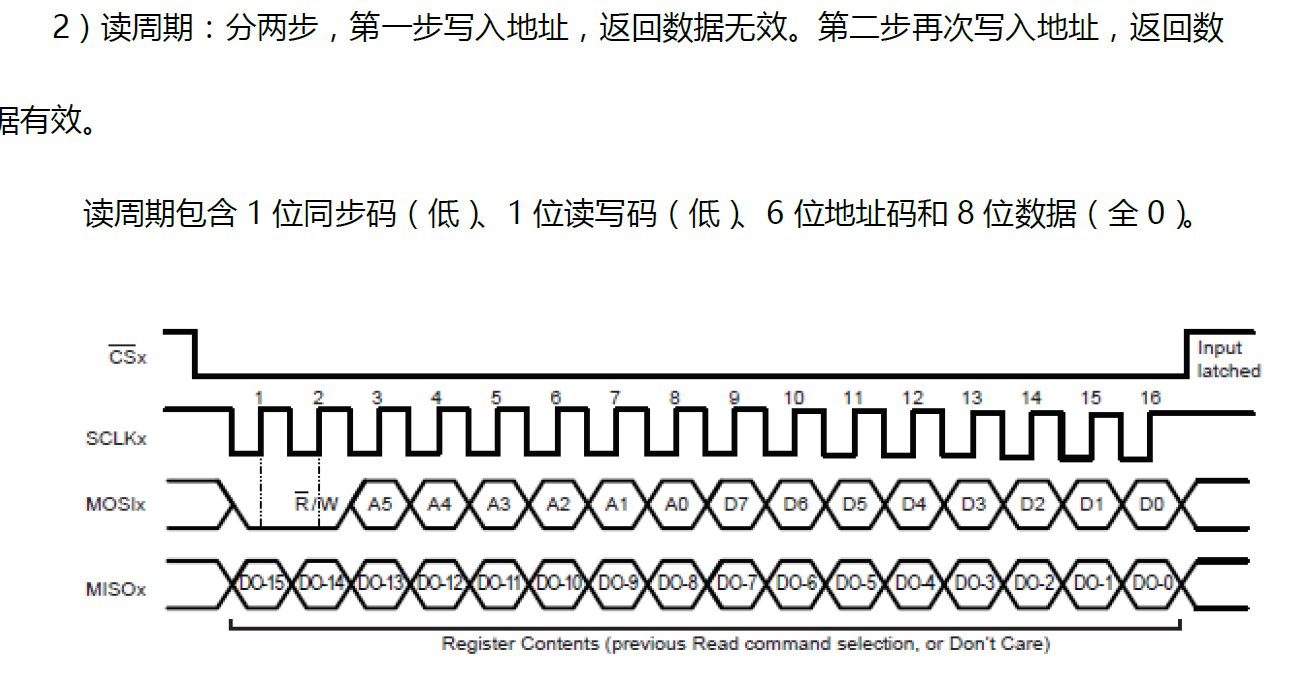 2）读周期：分两步，第一步写入地址，返回数据无效。第二步再次写入地址，返回数
据有效。
读周期包含 1 位同步码（低）、1 位读写码（低）、6 位地址码和 8 位数据（全 0）。
CSx
Input
latched
1 2 3 4 5 6 7 8 9 10 11 12 13 14 15 16
SCLKx
MOSIx R/W A5 A4 A3 A2 A1 A0 D7 D6 D5 D4 D3 D2 D1 D0
MISOx DO-15 DO-14 DO-13 DO-12 DO-11 DO-10 DO-9 DO-8 DO-7 DO-6 DO-5 DO-4 DO-3 DO-2 DO-1 DO-0
Register Contents (previous Read command selection, or Don't Care)